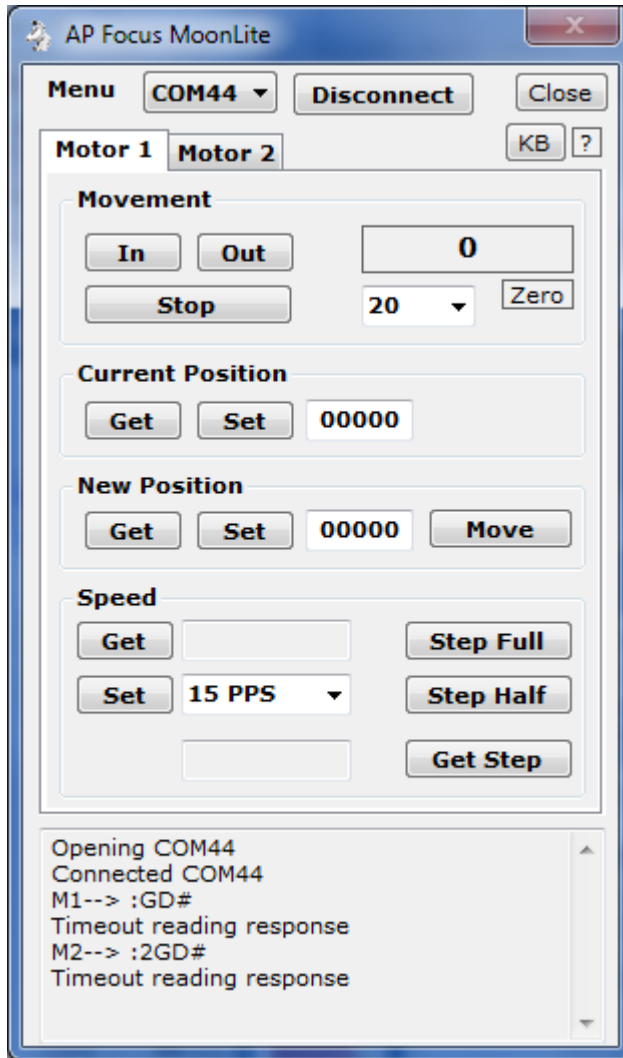 AP Focus MoonLite
Menu COM44 Disconnect Close
Motor 1 Motor 2 KB ?
Movement
In Out 0
Stop 20 Zero
Current Position
Get Set 00000
New Position
Get Set 00000 Move
Speed
Get Step Full
Set 15 PPS Step Half
Get Step
Opening COM44
Connected COM44
M1--> :GD#
Timeout reading response
M2--> :2GD#
Timeout reading response